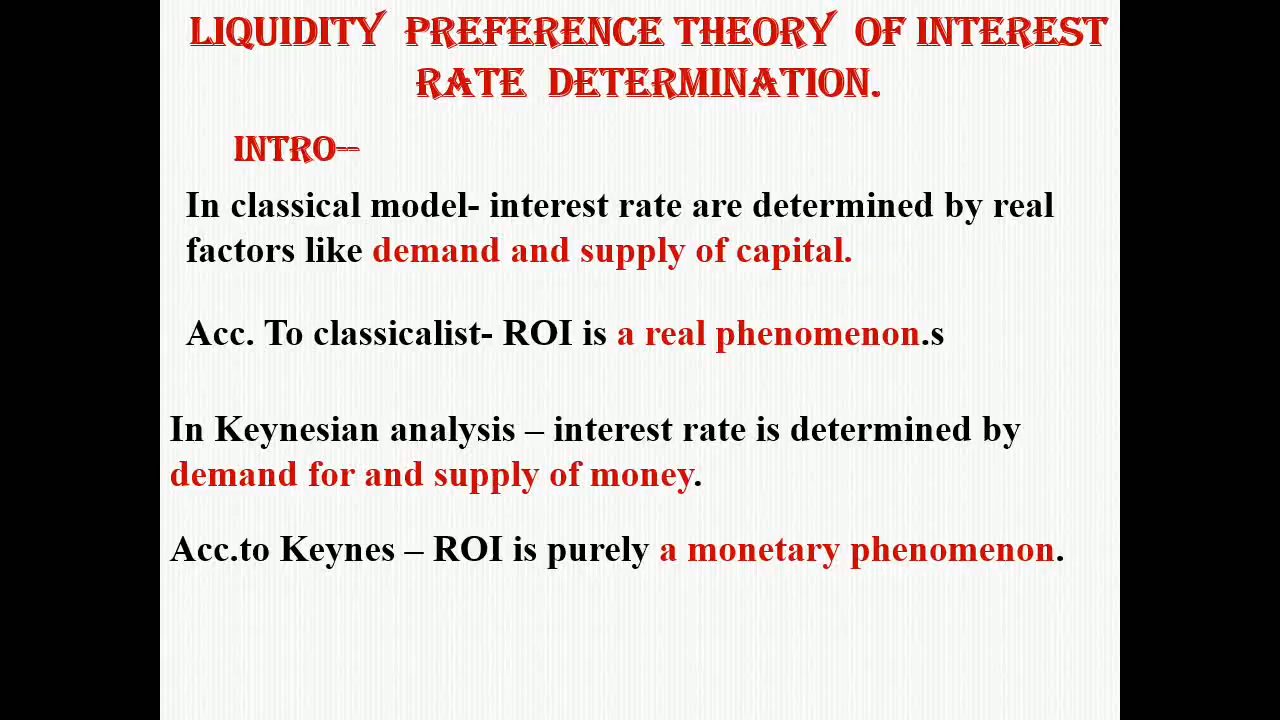 LIQUIDITY PREFERENCE THEORY OF INTEREST
RATE DETERMINATION.
INTRO--
In classical model- interest rate are determined by real
factors like demand and supply of capital.
Acc. To classicalist- ROI is a real phenomenon.s
In Keynesian analysis – interest rate is determined by
demand for and supply of money.
Acc.to Keynes – ROI is purely a monetary phenomenon.